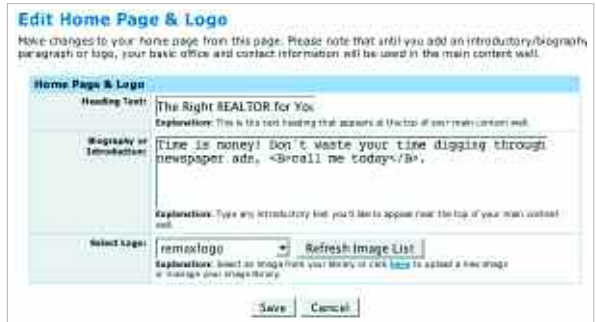 Edit Home Page & Logo
Make changes to your home page from this page. Please note that until you add an introductory/biography
paragraph or logo, your basic office and contact information will be used in the main content well.
Home Page & Logo
Heading Text:
The Right REALTOR for You
Explanation: This is the text heading that appears at the top of your main content well.
Biography or
Introduction:
Time is money! Don't waste your time digging through
newspaper ads, <B>call me today</B>.
Explanation: Type any introductory text you'd like to appear near the top of your main content
well.
Select Logo:
remaxlogo
Refresh Image List
Explanation: Select an image from your library or click here to upload a new image
or manage your image library.
Save
Cancel